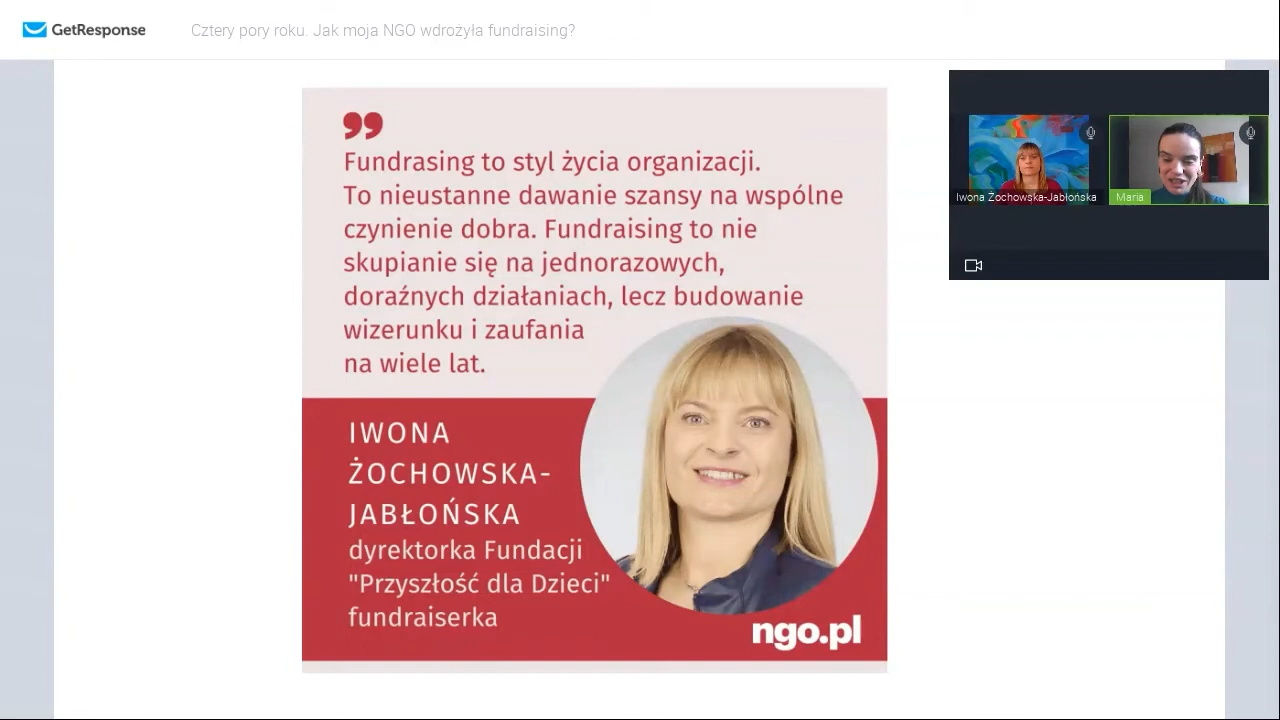 GetResponse
Cztery pory roku. Jak moja NGO wdrożyła fundraising?
Fundrasing to styl życia organizacji.
To nieustanne dawanie szansy na wspólne
czynienie dobra. Fundraising to nie
skupianie się na jednorazowych,
doraźnych działaniach, lecz budowanie
wizerunku i zaufania
na wiele lat.
IWONA
ŻOCHOWSKA-
JABŁOŃSKA
dyrektorka Fundacji
"Przyszłość dla Dzieci"
fundraiserka
ngo.pl
Iwona Żochowska-Jabłońska
Maria